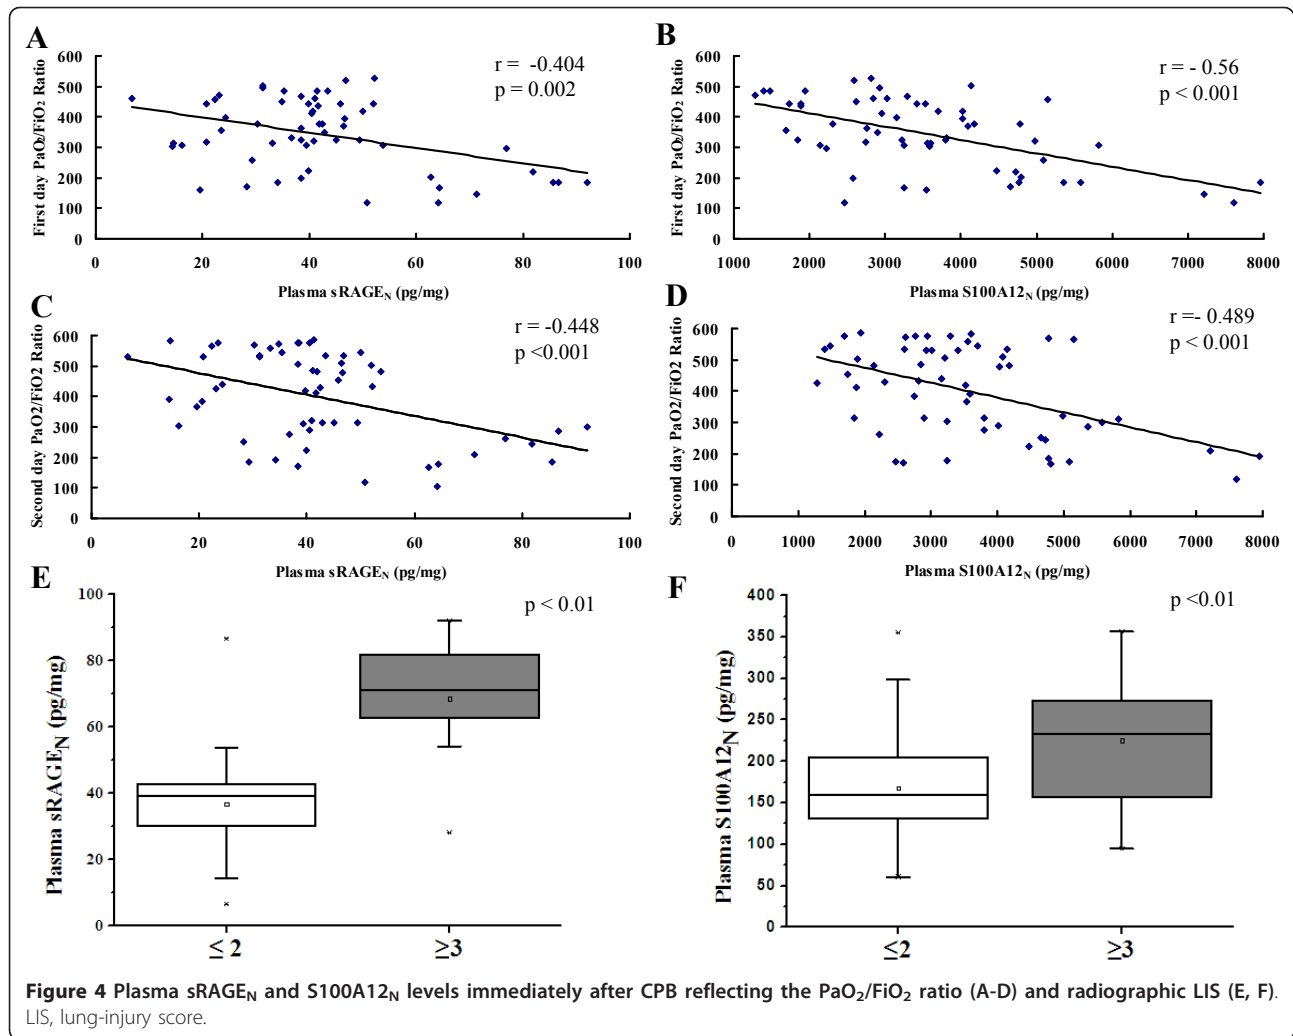 A
r = -0.404
p = 0.002
First day PaO2/FiO2 Ratio
600
500
400
300
200
100
0
0 20 40 60 80 100
Plasma sRAGEN (pg/mg)
B
r = - 0.56
p < 0.001
First day PaO2/FiO2 Ratio
600
500
400
300
200
100
0
1000 2000 3000 4000 5000 6000 7000 8000
Plasma S100A12N (pg/mg)
C
r = -0.448
p <0.001
Second day PaO2/FiO2 Ratio
600
500
400
300
200
100
0
0 20 40 60 80 100
Plasma sRAGEN (pg/mg)
D
r =- 0.489
p < 0.001
Second day PaO2/FiO2 Ratio
600
500
400
300
200
100
0
0 1000 2000 3000 4000 5000 6000 7000 8000
Plasma S100A12N (pg/mg)
E
p < 0.01
Plasma sRAGEN (pg/mg)
100
80
60
40
20
0
≤ 2 ≥3
F
p <0.01
Plasma S100A12N (pg/mg)
400
350
300
250
200
150
100
50
0
≤2 ≥3
Figure 4 Plasma sRAGEN and S100A12N levels immediately after CPB reflecting the PaO2/FiO2 ratio (A-D) and radiographic LIS (E, F).
LIS, lung-injury score.